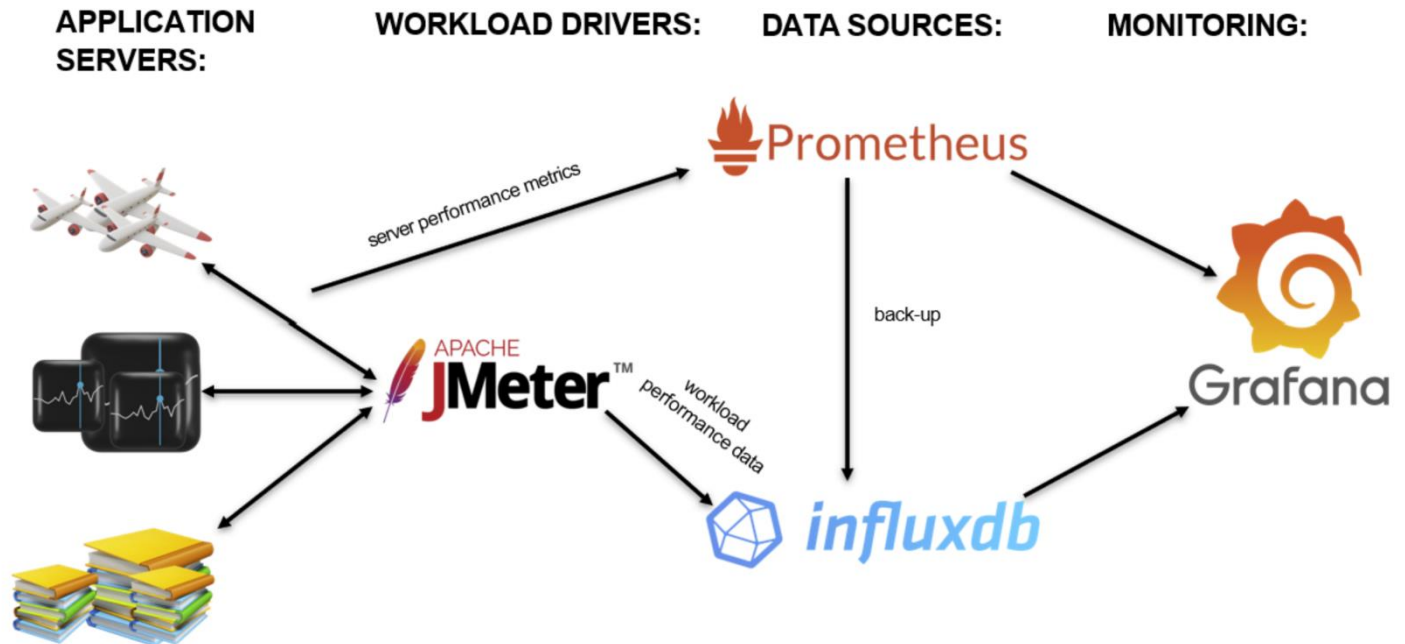 APPLICATION
SERVERS:
WORKLOAD DRIVERS:
DATA SOURCES:
MONITORING:
Prometheus
server performance metrics
back-up
APACHE
JMeter™
workload
performance data
Grafana
influxdb